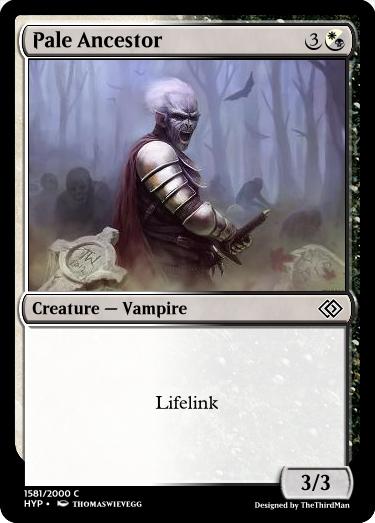 Pale Ancestor 3
Creature — Vampire
Lifelink
1581/2000 C
HYP • THOMASWIEVEGG
3/3
Designed by TheThirdMan